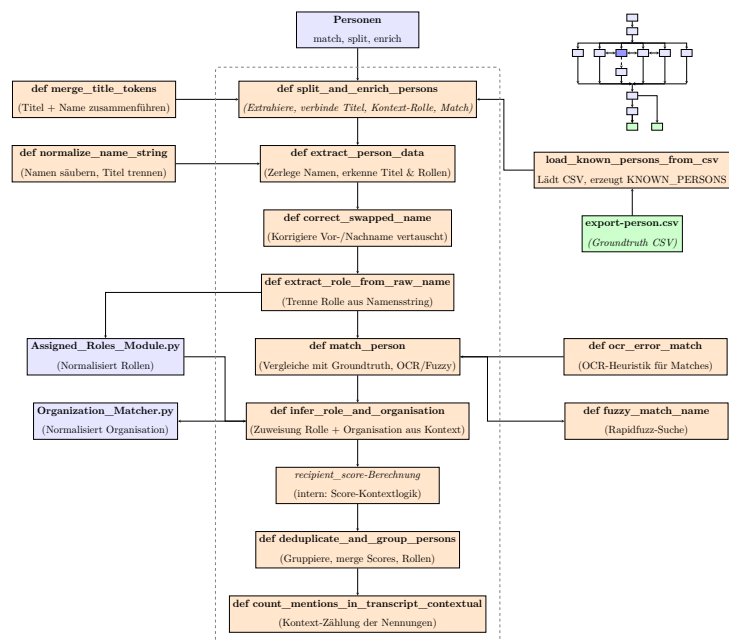 Personen
match, split, enrich
def merge_title_tokens
(Titel + Name zusammenführen)
def split_and_enrich_persons
(Extrahiere, verbinde Titel, Kontext-Rolle, Match)
def normalize_name_string
(Namen säubern, Titel trennen)
def extract_person_data
(Zerlege Namen, erkenne Titel & Rollen)
load_known_persons_from_csv
Lädt CSV, erzeugt KNOWN_PERSONS
export-person.csv
(Groundtruth CSV)
def correct_swapped_name
(Korrigiere Vor-/Nachname vertauscht)
def extract_role_from_raw_name
(Trenne Rolle aus Namensstring)
Assigned_Roles_Module.py
(Normalisiert Rollen)
def match_person
(Vergleiche mit Groundtruth, OCR/Fuzzy)
def ocr_error_match
(OCR-Heuristik für Matches)
Organization_Matcher.py
(Normalisiert Organisation)
def infer_role_and_organisation
(Zuweisung Rolle + Organisation aus Kontext)
def fuzzy_match_name
(Rapidfuzz-Suche)
recipient_score-Berechnung
(intern: Score-Kontextlogik)
def deduplicate_and_group_persons
(Gruppiere, merge Scores, Rollen)
def count_mentions_in_transcript_contextual
(Kontext-Zählung der Nennungen)